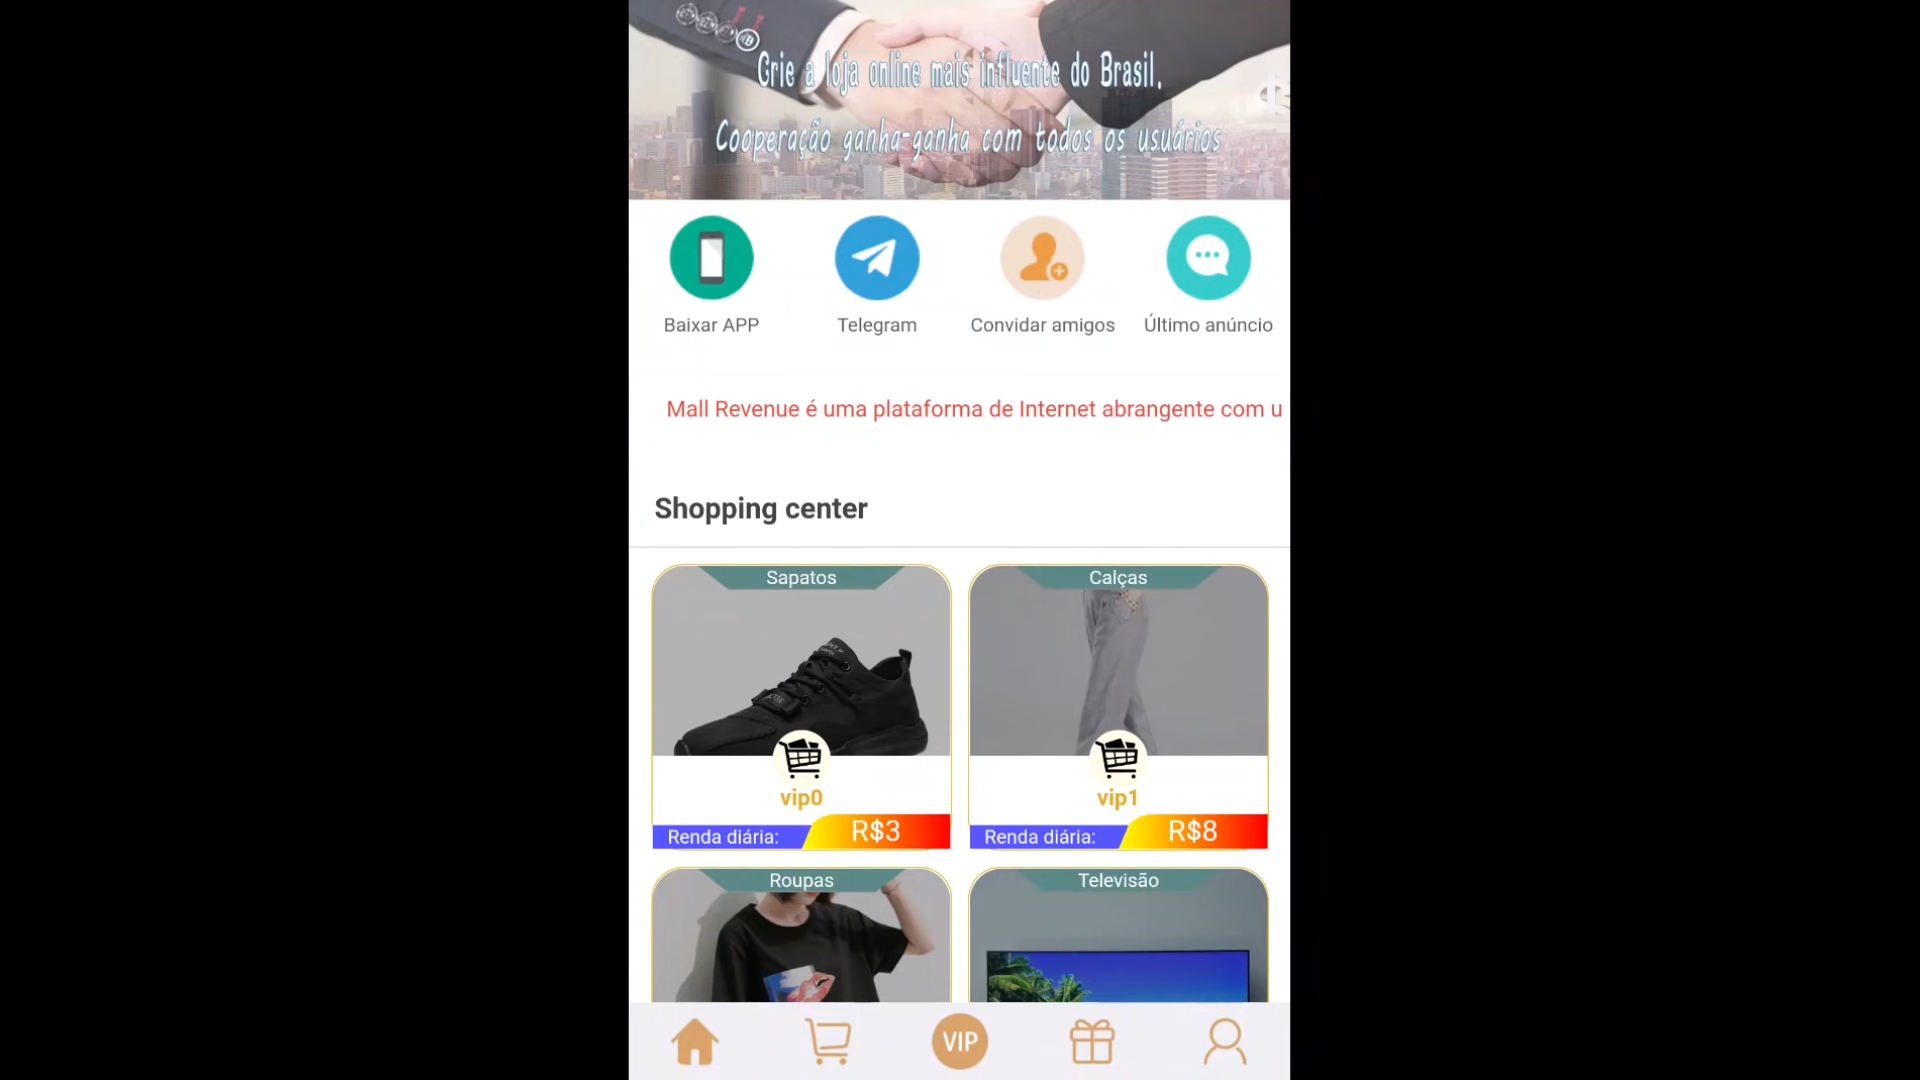 Grie a loja online mais influente do Brasil.
Cooperação ganha-ganha com todos os usuários
Baixar APP
Telegram
Convidar amigos
Último anúncio
Mall Revenue é uma plataforma de Internet abrangente com u
Shopping center
Sapatos
Calças
vip0
vip1
Renda diária: R$3
Renda diária: R$8
Roupas
Televisão
VIP